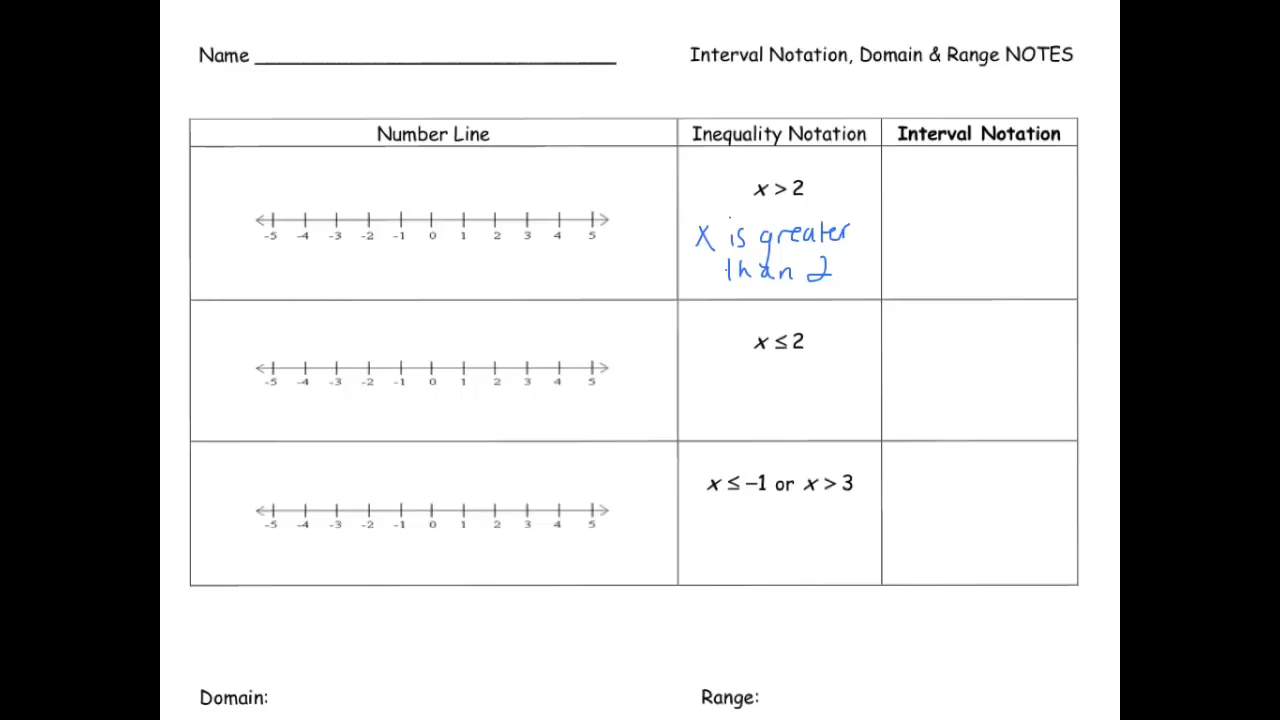 Name ____________________ Interval Notation, Domain & Range NOTES
Number Line Inequality Notation Interval Notation
x > 2
-5 -4 -3 -2 -1 0 1 2 3 4 5
x is greater
than 2
x ≤ 2
-5 -4 -3 -2 -1 0 1 2 3 4 5
x ≤ –1 or x > 3
-5 -4 -3 -2 -1 0 1 2 3 4 5
Domain: Range: